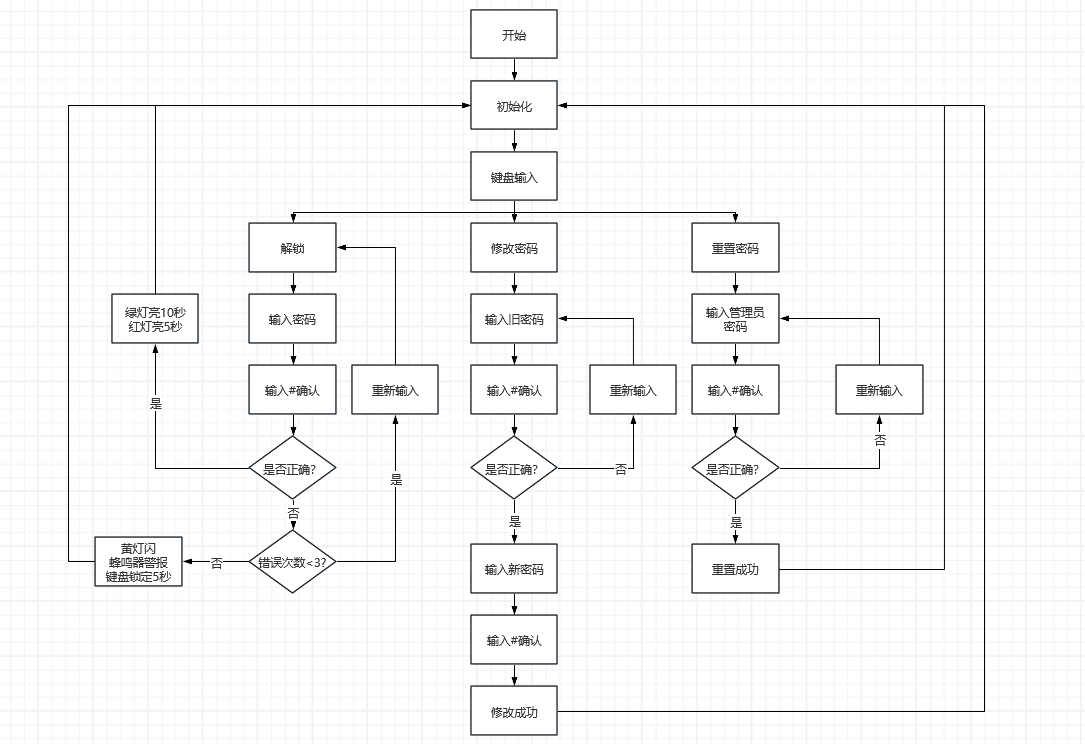 开始
初始化
键盘输入
解锁
修改密码
重置密码
绿灯亮10秒
红灯亮5秒
输入密码
输入旧密码
输入管理员
密码
输入#确认
重新输入
输入#确认
重新输入
输入#确认
重新输入
是
是否正确?
是
是否正确?
否
是否正确?
否
否
是
是
黄灯闪
蜂鸣器警报
键盘锁定5秒
否
错误次数<3?
输入新密码
重置成功
输入#确认
修改成功